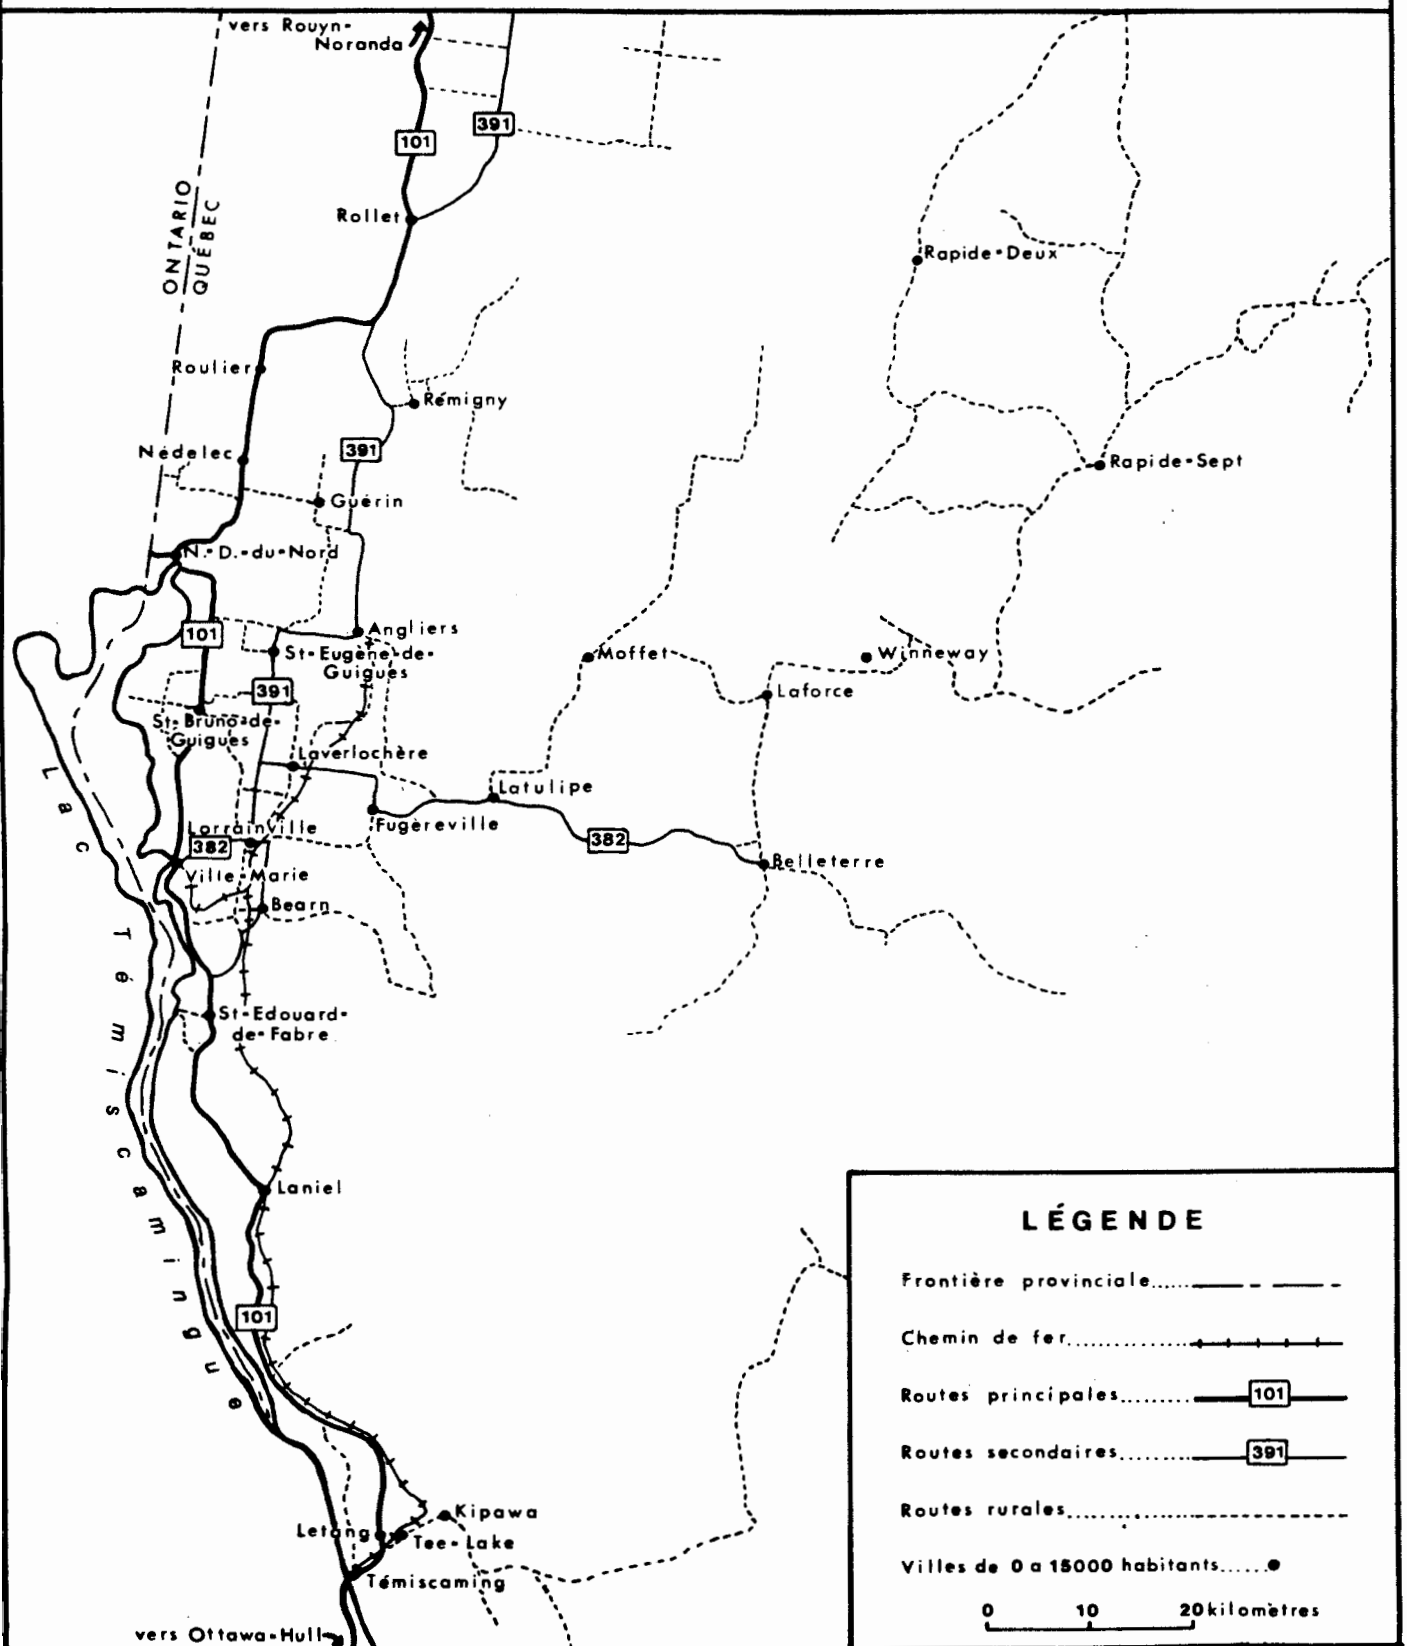 vers Rouyn-
Noranda
391
101
ONTARIO
QUÉBEC
Rollet
Rapide-Deux
Roulier
Rémigny
Nédelec
391
Rapide-Sept
Guérin
N.-D.-du-Nord
101
Angliers
St-Eugène-de-
Guigues
Moffet
Winneway
391
Laforce
St-Bruno-de-
Guigues
Laverlochère
Latulipe
Fugèreville
Lorrainville
382
382
Belleterre
Ville-Marie
Bearn
Lac Témiscamingue
St-Edouard-
de-Fabre
Laniel
101
Kipawa
Letang
Tee-Lake
Témiscaming
vers Ottawa-Hull
LÉGENDE
Frontière provinciale......
Chemin de fer................
Routes principales......... 101
Routes secondaires.......... 391
Routes rurales................
Villes de 0 a 15000 habitants......
0 10 20 kilomètres